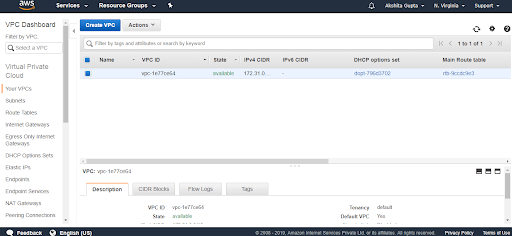 aws
Services
Resource Groups
Akshita Gupta
N. Virginia
Support
VPC Dashboard
Filter by VPC:
Select a VPC
Virtual Private
Cloud
Your VPCs
Subnets
Route Tables
Internet Gateways
Egress Only Internet
Gateways
DHCP Options Sets
Elastic IPs
Endpoints
Endpoint Services
NAT Gateways
Peering Connections
Create VPC
Actions
Filter by tags and attributes or search by keyword
1 to 1 of 1
Name VPC ID State IPv4 CIDR IPv6 CIDR DHCP options set Main Route table
vpc-1e77ce64 available 172.31.0... - dopt-796d3702 rtb-9ccdc9e3
VPC: vpc-1e77ce64
Description CIDR Blocks Flow Logs Tags
VPC ID vpc-1e77ce64 Tenancy default
State available Default VPC Yes
Feedback
English (US)
© 2008 - 2019, Amazon Internet Services Private Ltd. or its affiliates. All rights reserved.
Privacy Policy
Terms of Use